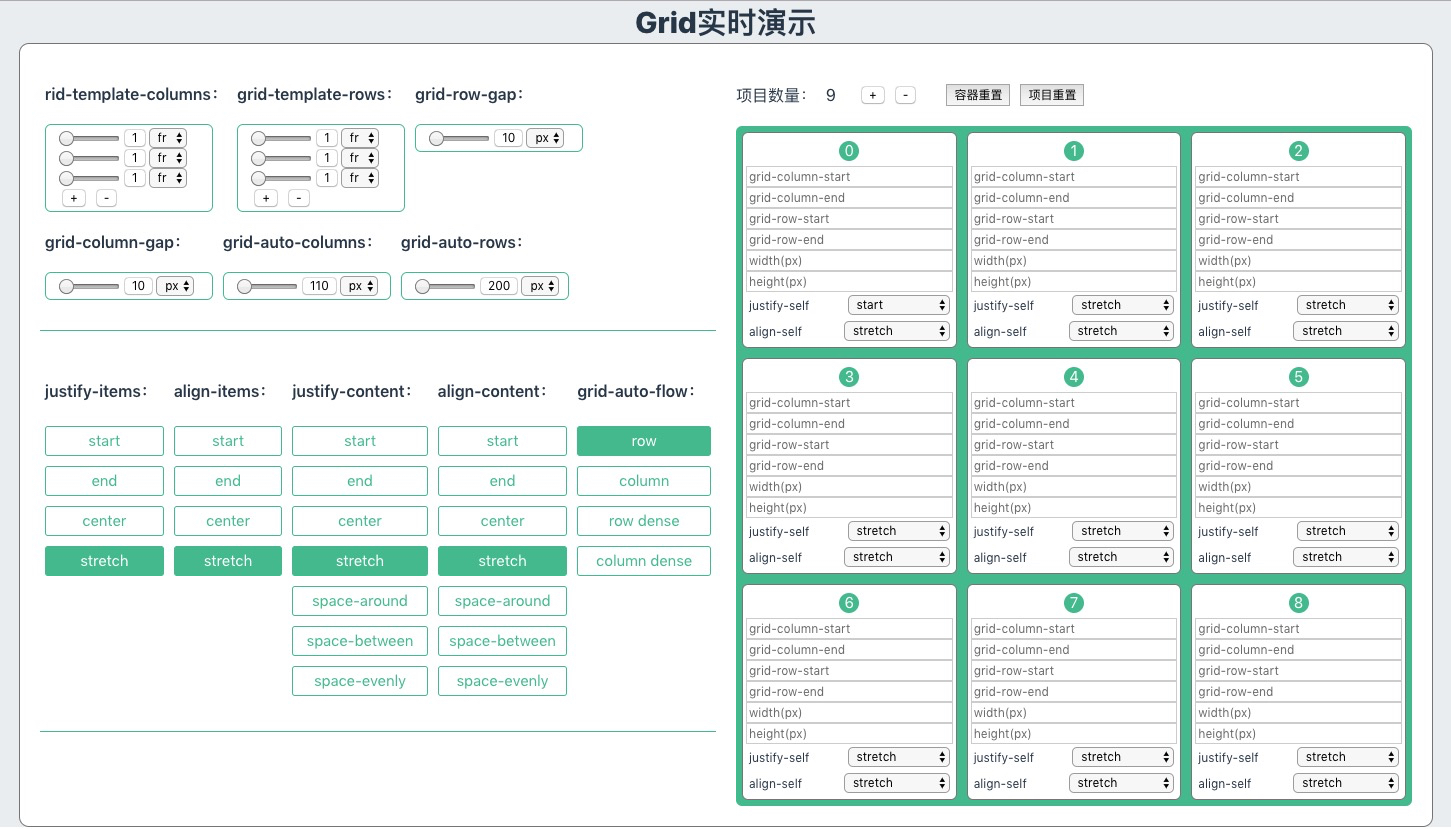 Grid实时演示
rid-template-columns： grid-template-rows： grid-row-gap：
1 fr 1 fr 10 px
1 fr 1 fr
1 fr 1 fr
+ - + -
grid-column-gap： grid-auto-columns： grid-auto-rows：
10 px 110 px 200 px
justify-items： align-items： justify-content： align-content： grid-auto-flow：
start start start start row
end end end end column
center center center center row dense
stretch stretch stretch stretch column dense
space-around space-around
space-between space-between
space-evenly space-evenly
项目数量： 9 + - 容器重置 项目重置
0 1 2
grid-column-start grid-column-start grid-column-start
grid-column-end grid-column-end grid-column-end
grid-row-start grid-row-start grid-row-start
grid-row-end grid-row-end grid-row-end
width(px) width(px) width(px)
height(px) height(px) height(px)
justify-self start justify-self stretch justify-self stretch
align-self stretch align-self stretch align-self stretch
3 4 5
grid-column-start grid-column-start grid-column-start
grid-column-end grid-column-end grid-column-end
grid-row-start grid-row-start grid-row-start
grid-row-end grid-row-end grid-row-end
width(px) width(px) width(px)
height(px) height(px) height(px)
justify-self stretch justify-self stretch justify-self stretch
align-self stretch align-self stretch align-self stretch
6 7 8
grid-column-start grid-column-start grid-column-start
grid-column-end grid-column-end grid-column-end
grid-row-start grid-row-start grid-row-start
grid-row-end grid-row-end grid-row-end
width(px) width(px) width(px)
height(px) height(px) height(px)
justify-self stretch justify-self stretch justify-self stretch
align-self stretch align-self stretch align-self stretch